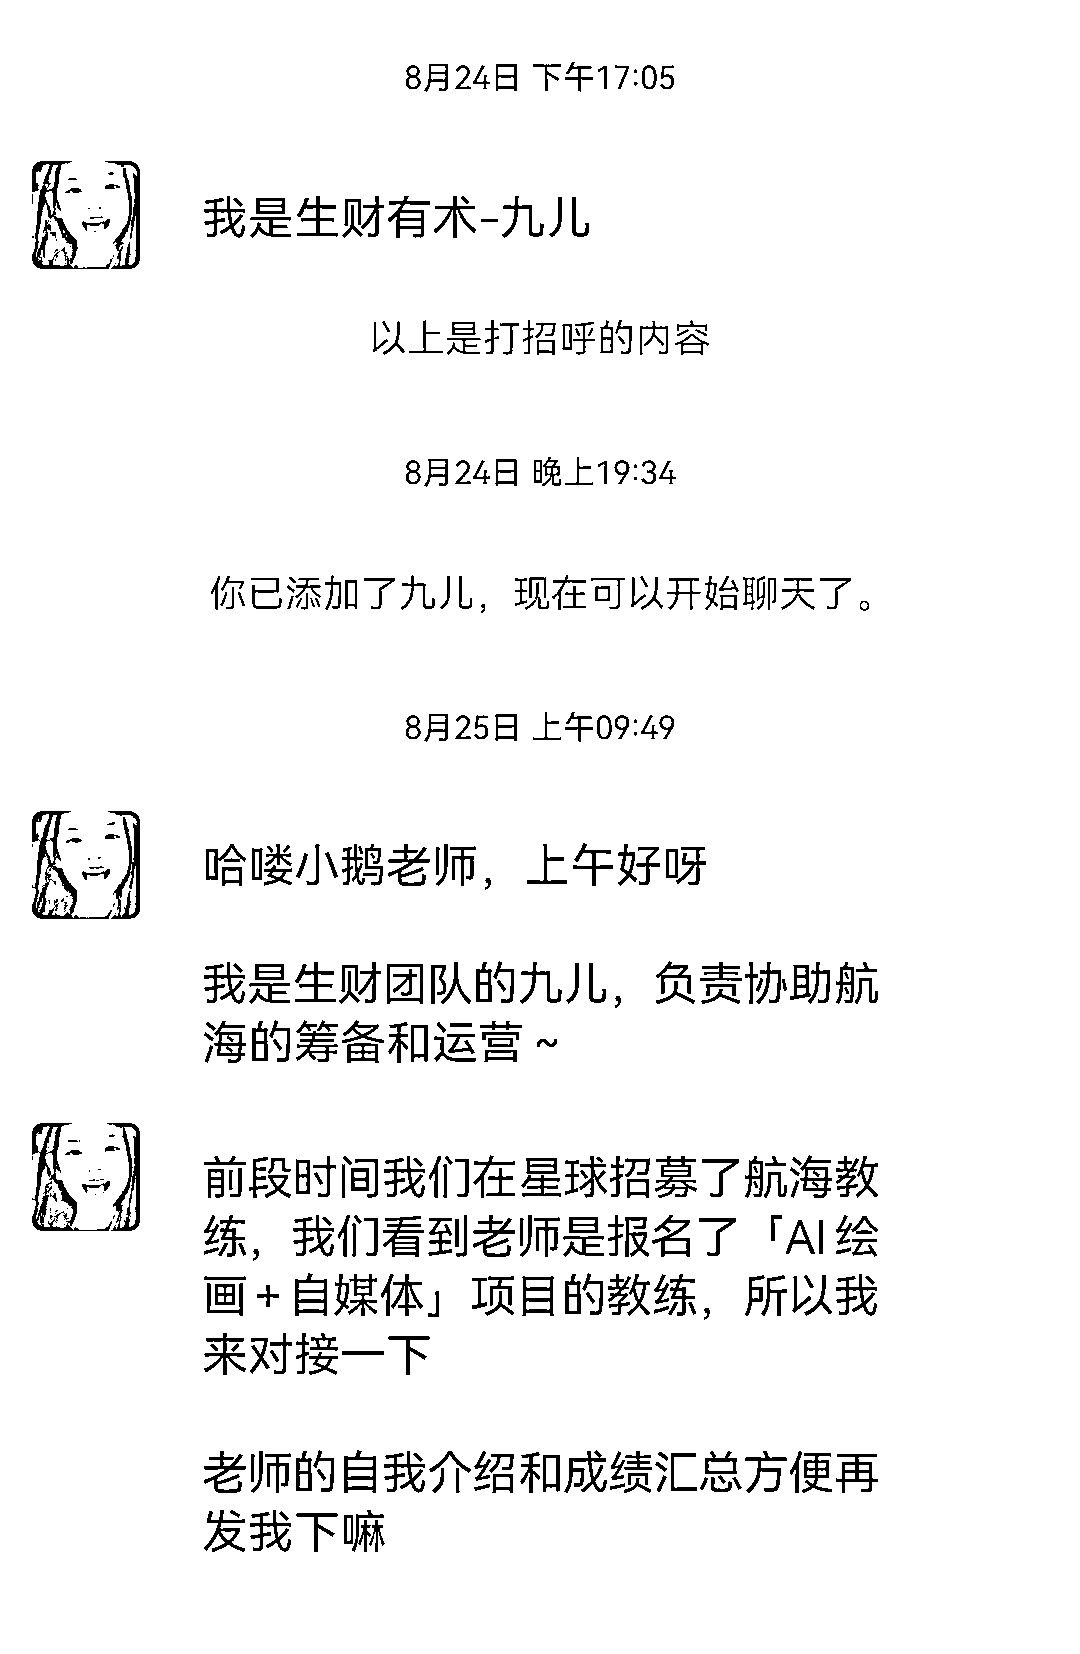 8月24日 下午17:05
我是生财有术-九儿
以上是打招呼的内容
8月24日 晚上19:34
你已添加了九儿，现在可以开始聊天了。
8月25日 上午09:49
哈喽小鹅老师，上午好呀
我是生财团队的九儿，负责协助航
海的筹备和运营 ~
前段时间我们在星球招募了航海教
练，我们看到老师是报名了「AI 绘
画 + 自媒体」项目的教练，所以我
来对接一下
老师的自我介绍和成绩汇总方便再
发我下嘛